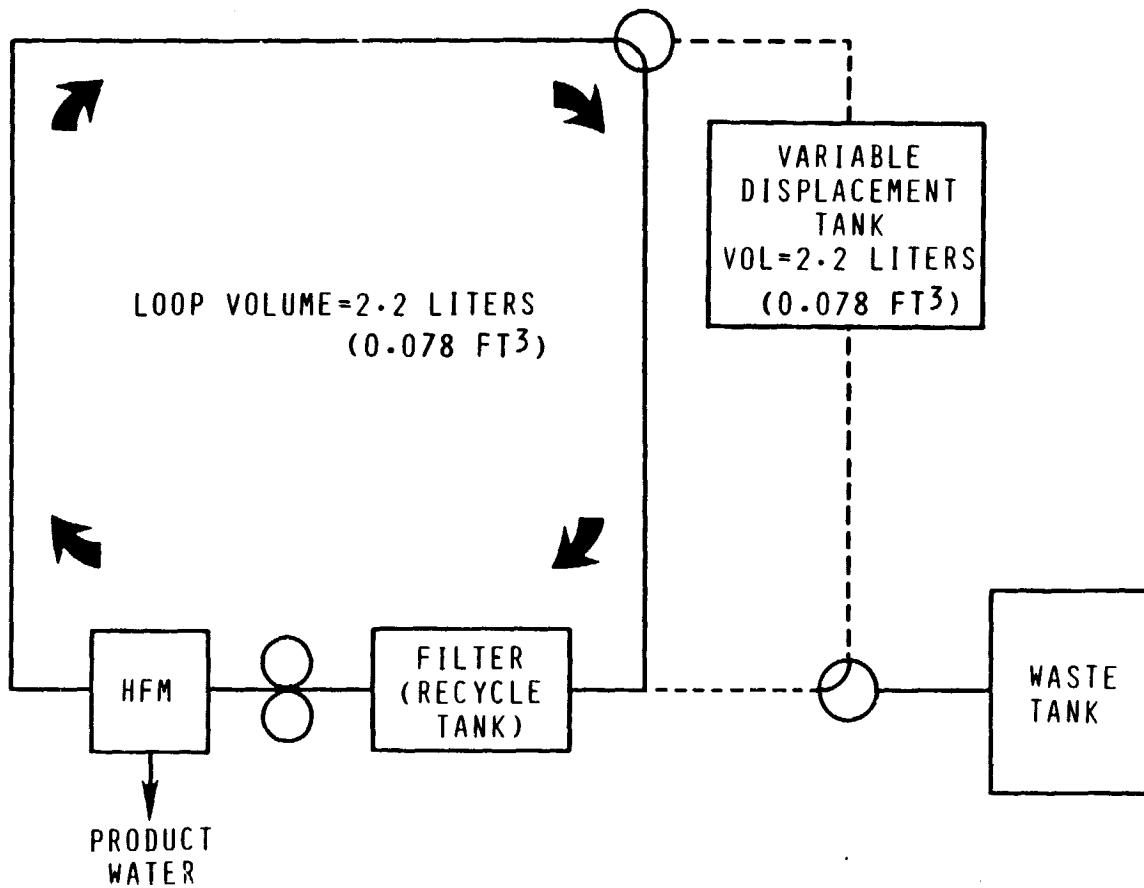 VARIABLE
DISPLACEMENT
TANK
VOL=2.2 LITERS
(0.078 FT3)
LOOP VOLUME=2.2 LITERS
(0.078 FT3)
HFM
FILTER
(RECYCLE
TANK)
WASTE
TANK
PRODUCT
WATER